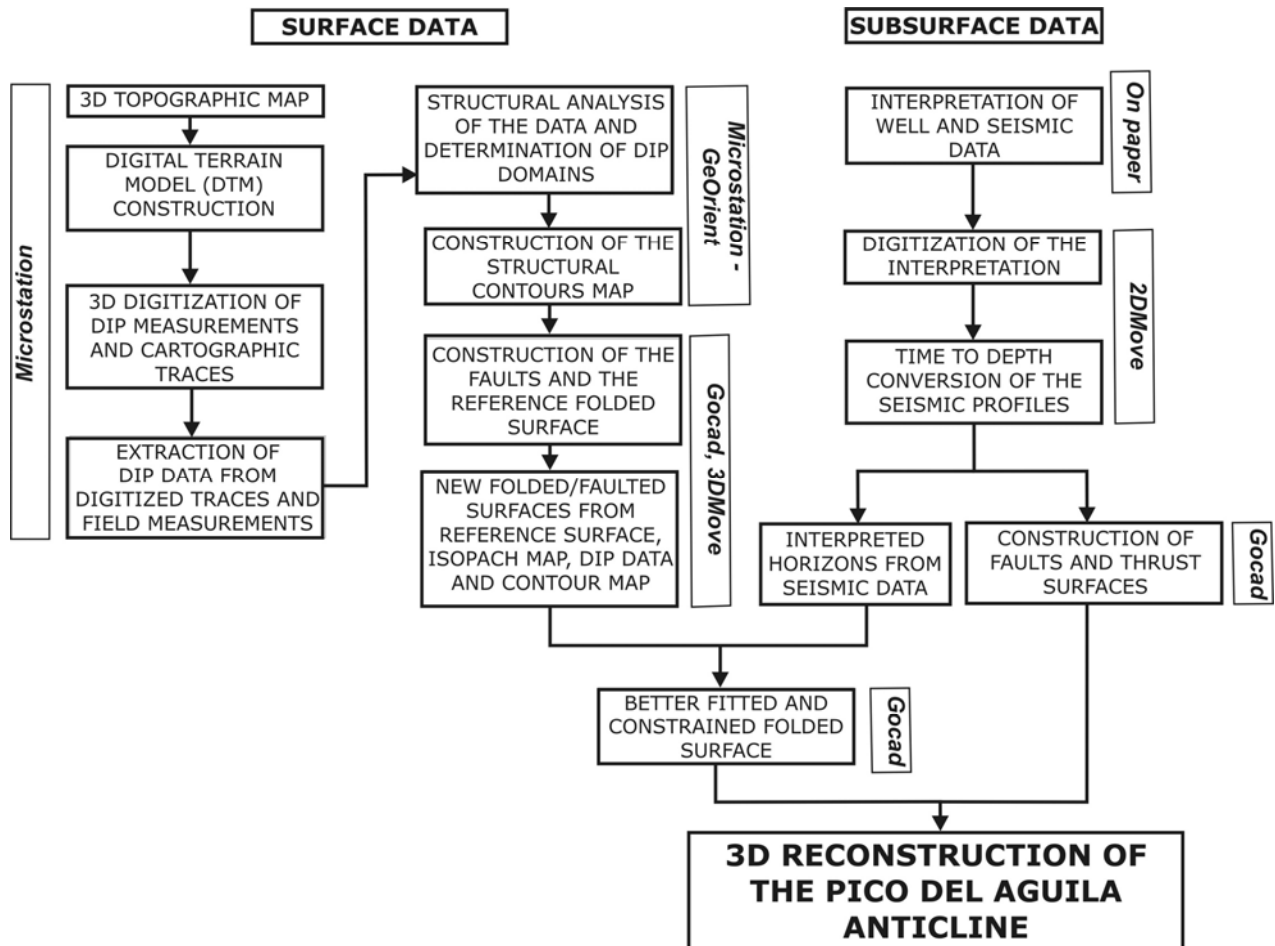 SURFACE DATA
SUBSURFACE DATA
Microstation
3D TOPOGRAPHIC MAP
DIGITAL TERRAIN
MODEL (DTM)
CONSTRUCTION
3D DIGITIZATION OF
DIP MEASUREMENTS
AND CARTOGRAPHIC
TRACES
EXTRACTION OF
DIP DATA FROM
DIGITIZED TRACES AND
FIELD MEASUREMENTS
STRUCTURAL ANALYSIS
OF THE DATA AND
DETERMINATION OF DIP
DOMAINS
CONSTRUCTION OF THE
STRUCTURAL
CONTOURS MAP
Microstation -
GeOrient
CONSTRUCTION OF THE
FAULTS AND THE
REFERENCE FOLDED
SURFACE
NEW FOLDED/FAULTED
SURFACES FROM
REFERENCE SURFACE,
ISOPACH MAP, DIP DATA
AND CONTOUR MAP
Gocad, 3DMove
INTERPRETATION OF
WELL AND SEISMIC
DATA
On paper
DIGITIZATION OF THE
INTERPRETATION
TIME TO DEPTH
CONVERSION OF THE
SEISMIC PROFILES
2DMove
INTERPRETED
HORIZONS FROM
SEISMIC DATA
CONSTRUCTION OF
FAULTS AND THRUST
SURFACES
Gocad
BETTER FITTED AND
CONSTRAINED FOLDED
SURFACE
Gocad
3D RECONSTRUCTION OF
THE PICO DEL AGUILA
ANTICLINE